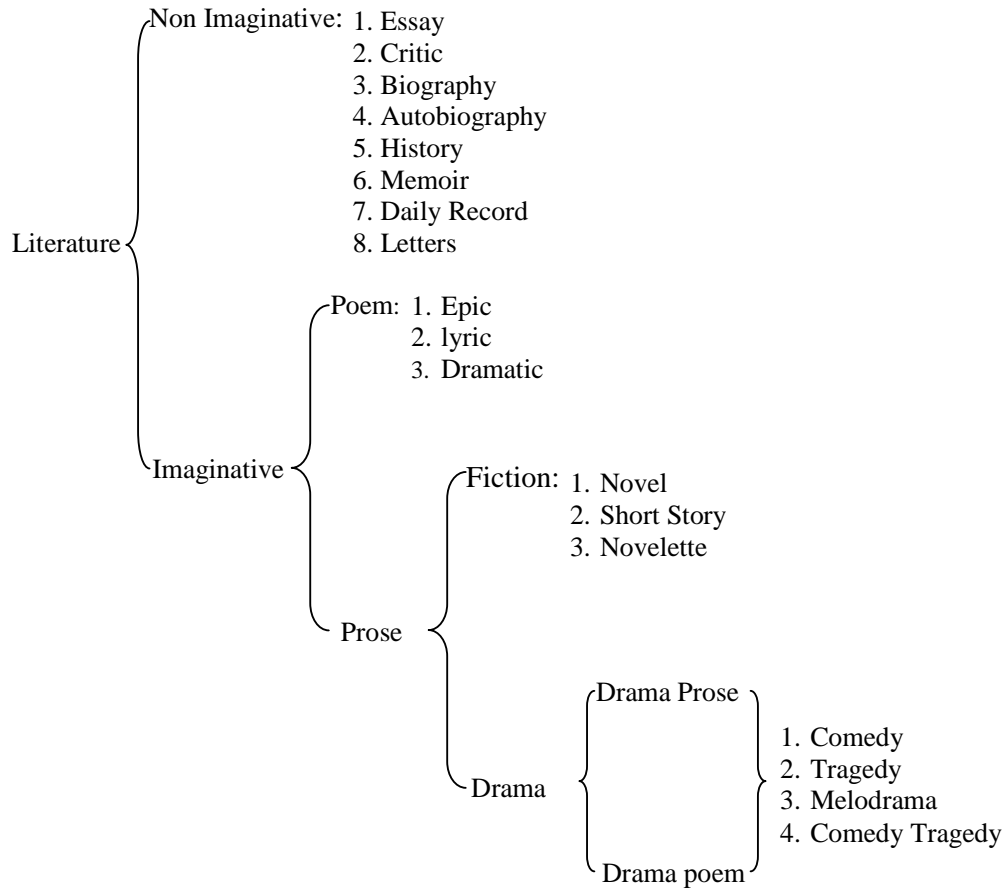 Non Imaginative: 1. Essay
2. Critic
3. Biography
4. Autobiography
5. History
6. Memoir
7. Daily Record
8. Letters
Literature
Poem: 1. Epic
2. lyric
3. Dramatic
Imaginative
Fiction: 1. Novel
2. Short Story
3. Novelette
Prose
Drama Prose
1. Comedy
2. Tragedy
3. Melodrama
4. Comedy Tragedy
Drama
Drama poem